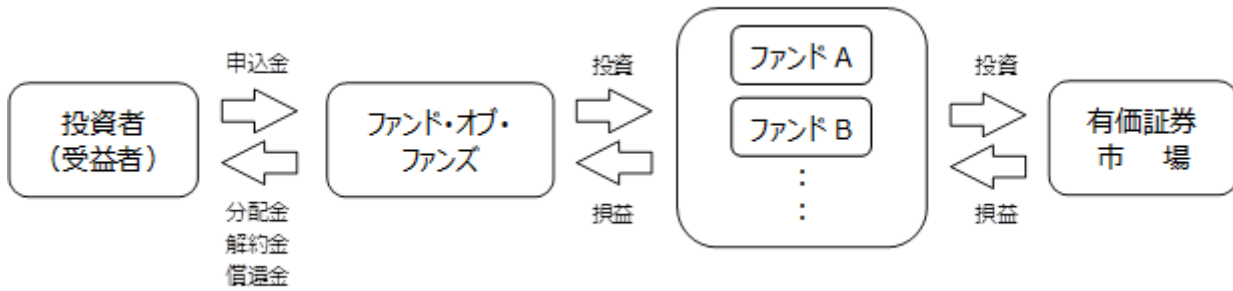 申込金
投資者
（受益者）
分配金
解約金
償還金
ファンド・オブ・
ファンズ
投資
損益
ファンド A
ファンド B
：
：
投資
損益
有価証券
市　場